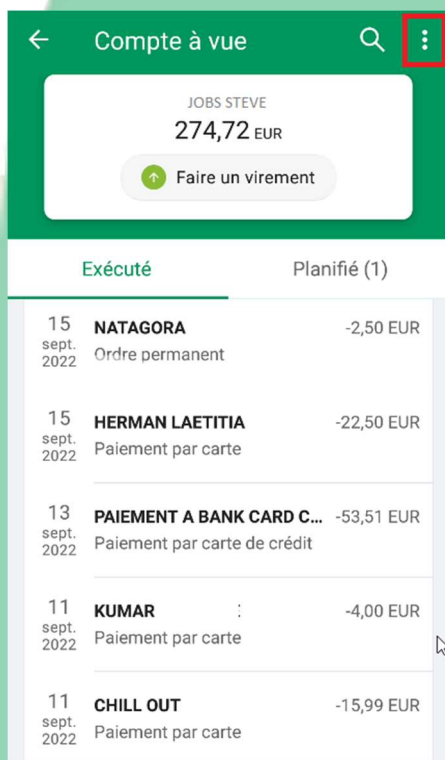 Compte à vue
JOBS STEVE
274,72 EUR
Faire un virement
Exécuté Planifié (1)
15 sept. 2022 NATAGORA -2,50 EUR
Ordre permanent
15 sept. 2022 HERMAN LAETITIA -22,50 EUR
Paiement par carte
13 sept. 2022 PAIEMENT A BANK CARD C... -53,51 EUR
Paiement par carte de crédit
11 sept. 2022 KUMAR : -4,00 EUR
Paiement par carte
11 sept. 2022 CHILL OUT -15,99 EUR
Paiement par carte